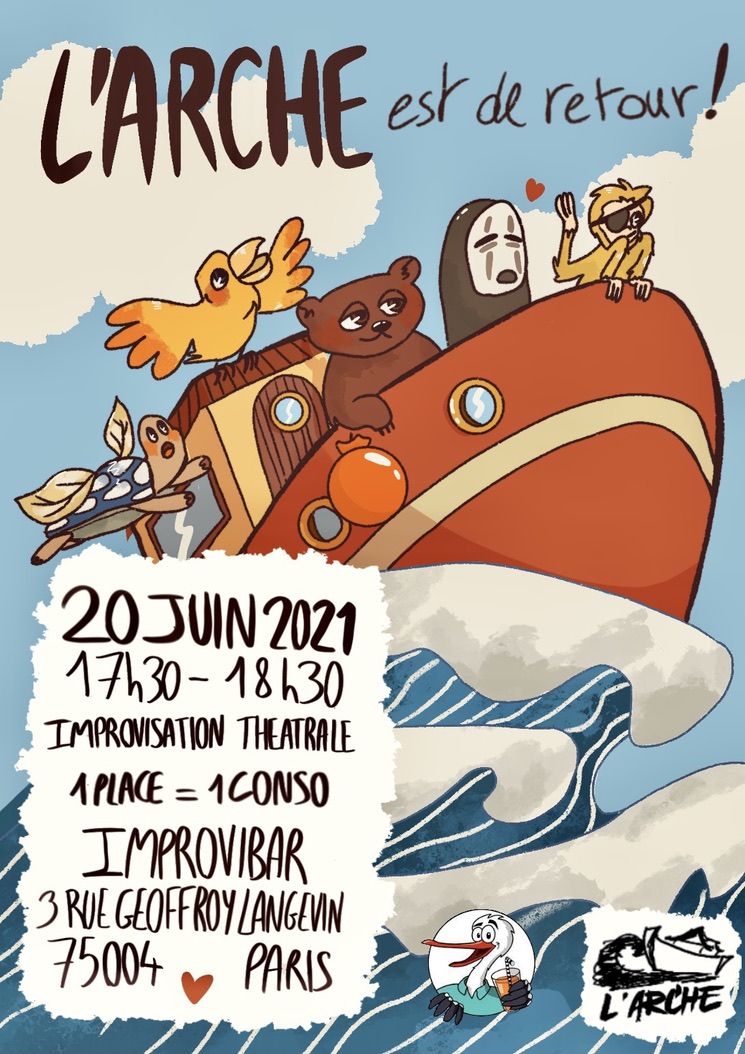 L'ARCHE est de retour!
20 JUIN 2021
17h30 - 18h30
IMPROVISATION THEATRALE
1 PLACE = 1 CONSO
IMPROVIBAR
3 RUE GEOFFROY LANGEVIN
75004 PARIS
L'ARCHE